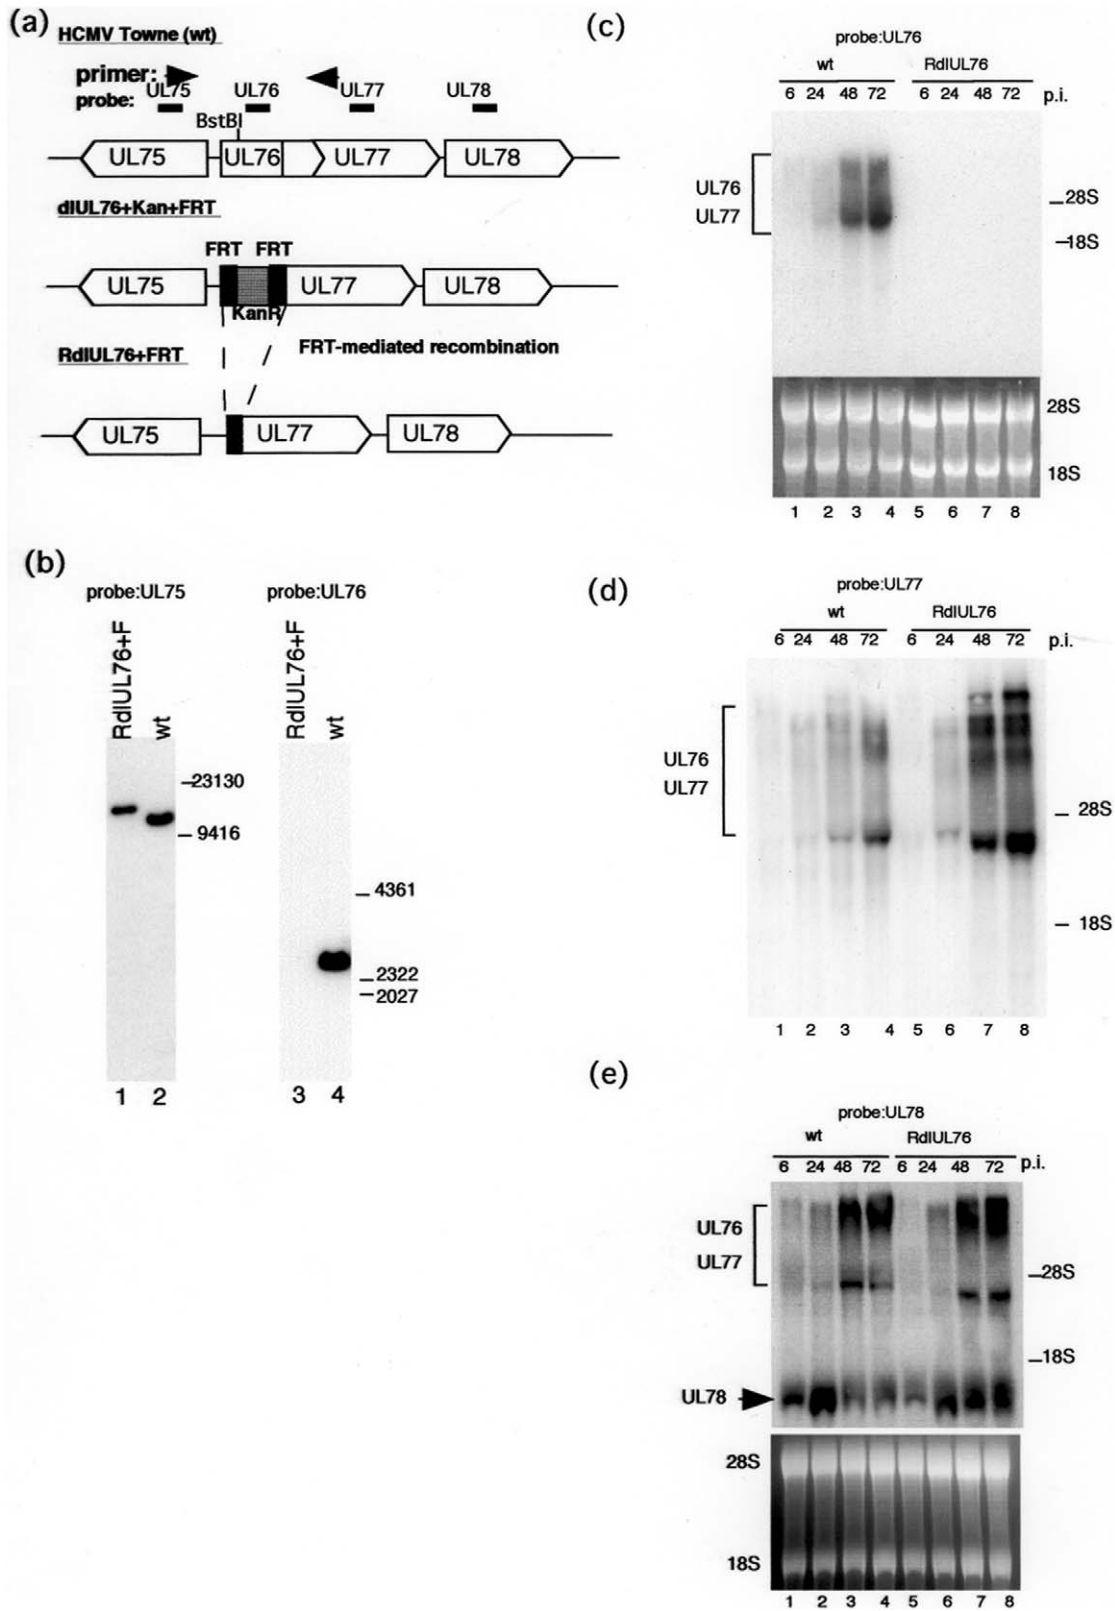 (a)
HCMV Towne (wt)
primer:
probe:
UL75 UL76 UL77 UL78
BstBI
UL75 UL76 UL77 UL78
dlUL76+Kan+FRT
FRT FRT
UL75 UL77 UL78
KanR
RdlUL76+FRT
FRT-mediated recombination
UL75 UL77 UL78
(b)
probe:UL75
RdlUL76+F
wt
23130
9416
1 2
probe:UL76
RdlUL76+F
wt
4361
2322
2027
3 4
(c)
probe:UL76
wt RdlUL76
6 24 48 72 6 24 48 72 p.i.
UL76
UL77
28S
18S
28S
18S
1 2 3 4 5 6 7 8
(d)
probe:UL77
wt RdlUL76
6 24 48 72 6 24 48 72 p.i.
UL76
UL77
28S
18S
1 2 3 4 5 6 7 8
(e)
probe:UL78
wt RdlUL76
6 24 48 72 6 24 48 72 p.i.
UL76
UL77
28S
18S
UL78
28S
18S
1 2 3 4 5 6 7 8